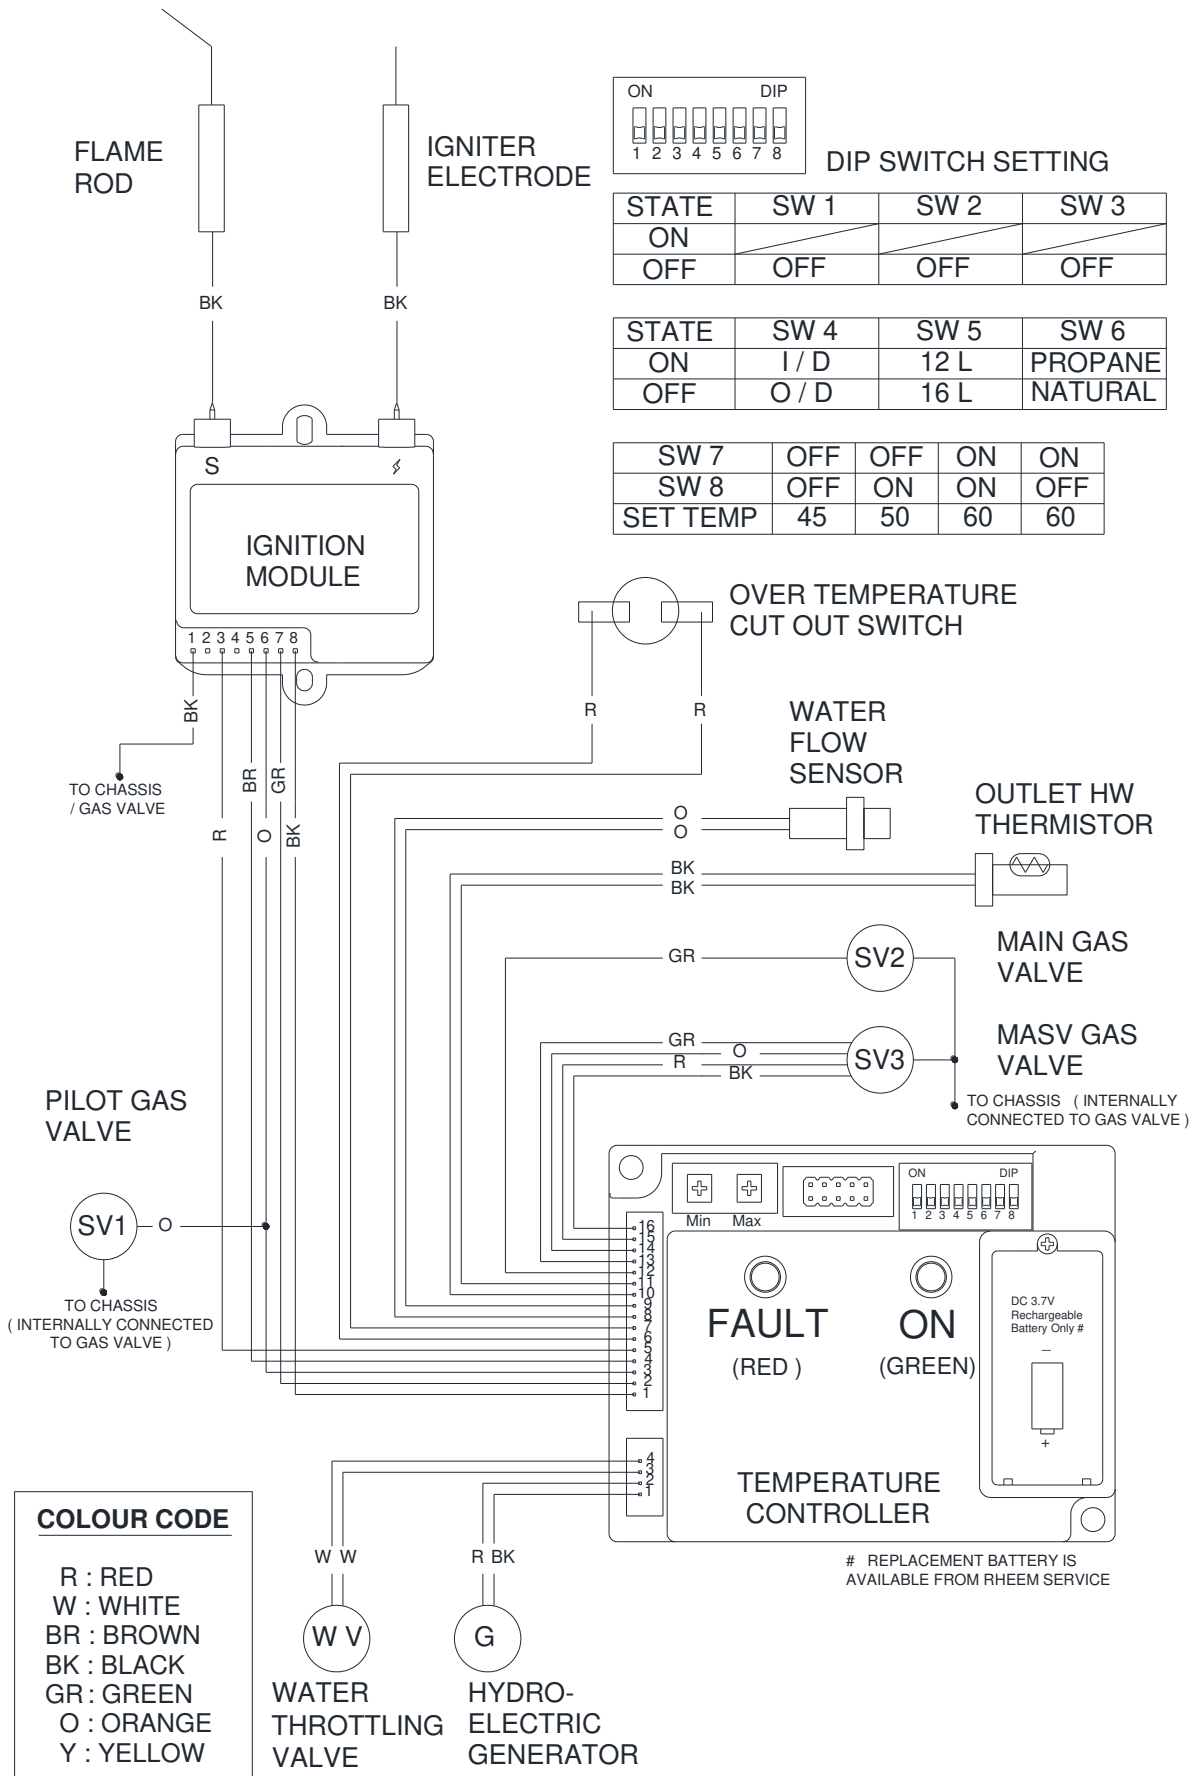 FLAME
ROD
IGNITER
ELECTRODE
ON DIP
1 2 3 4 5 6 7 8
DIP SWITCH SETTING
STATE SW 1 SW 2 SW 3
ON
OFF OFF OFF OFF
STATE SW 4 SW 5 SW 6
ON I / D 12 L PROPANE
OFF O / D 16 L NATURAL
SW 7 OFF OFF ON ON
SW 8 OFF ON ON OFF
SET TEMP 45 50 60 60
BK
BK
S
IGNITION
MODULE
1 2 3 4 5 6 7 8
OVER TEMPERATURE
CUT OUT SWITCH
R
R
BK
TO CHASSIS
/ GAS VALVE
R
BR
O
GR
BK
WATER
FLOW
SENSOR
O
O
OUTLET HW
THERMISTOR
BK
BK
MAIN GAS
VALVE
GR
SV2
MASV GAS
VALVE
GR
O
R
BK
SV3
TO CHASSIS ( INTERNALLY
CONNECTED TO GAS VALVE )
PILOT GAS
VALVE
SV1
O
TO CHASSIS
( INTERNALLY CONNECTED
TO GAS VALVE )
Min Max
ON DIP
1 2 3 4 5 6 7 8
16
15
14
13
12
11
10
9
8
7
6
5
4
3
2
1
FAULT
(RED )
ON
(GREEN)
DC 3.7V
Rechargeable
Battery Only #
−
+
4
3
2
1
TEMPERATURE
CONTROLLER
# REPLACEMENT BATTERY IS
AVAILABLE FROM RHEEM SERVICE
W W
R BK
W V
G
WATER
THROTTLING
VALVE
HYDRO-
ELECTRIC
GENERATOR
COLOUR CODE
R : RED
W : WHITE
BR : BROWN
BK : BLACK
GR : GREEN
O : ORANGE
Y : YELLOW